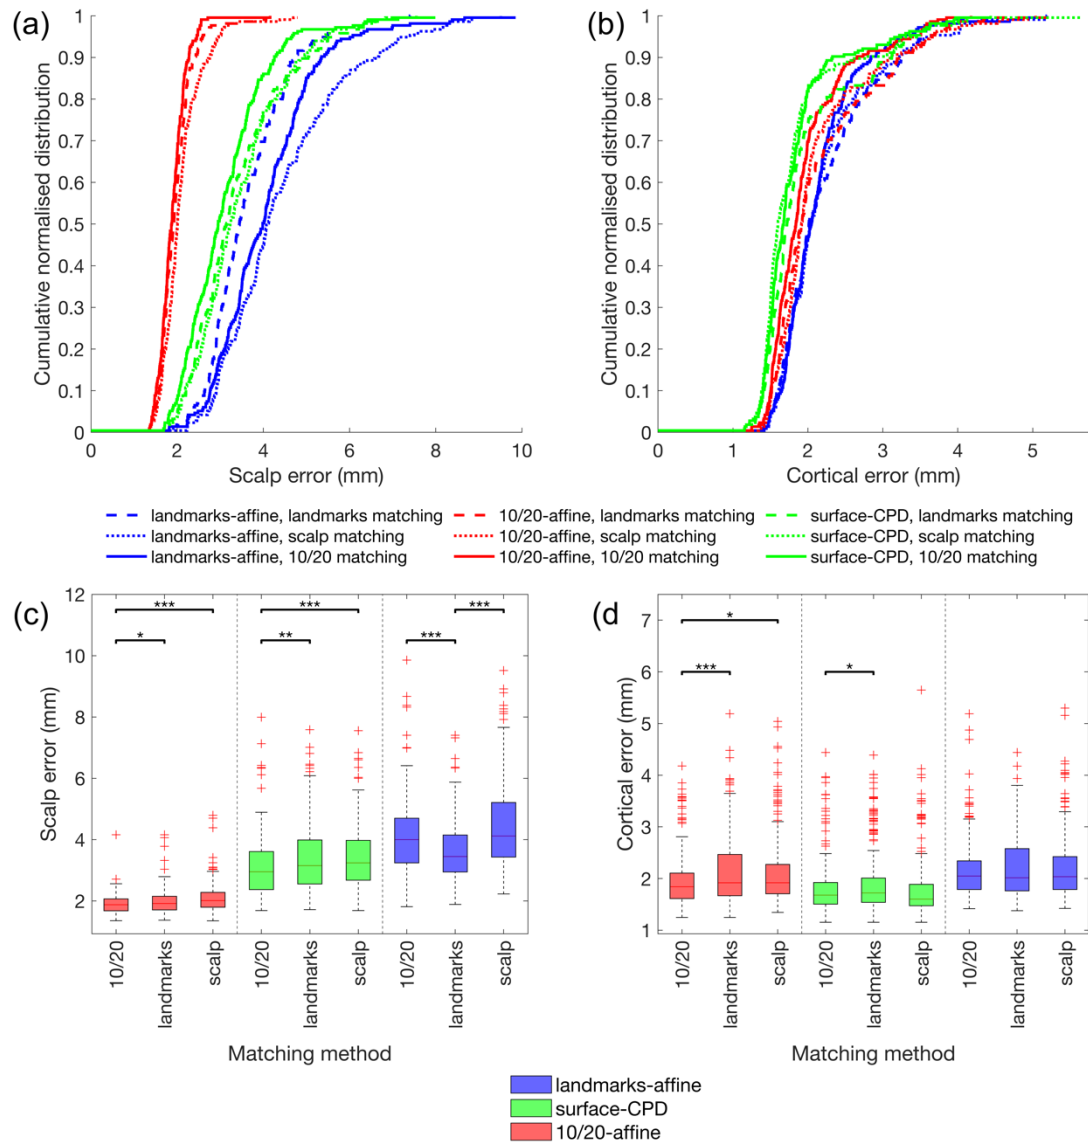 (a)
1
0.9
0.8
0.7
0.6
0.5
0.4
0.3
0.2
0.1
0
Cumulative normalised distribution
0 2 4 6 8 10
Scalp error (mm)
(b)
1
0.9
0.8
0.7
0.6
0.5
0.4
0.3
0.2
0.1
0
Cumulative normalised distribution
0 1 2 3 4 5
Cortical error (mm)
landmarks-affine, landmarks matching
landmarks-affine, scalp matching
landmarks-affine, 10/20 matching
10/20-affine, landmarks matching
10/20-affine, scalp matching
10/20-affine, 10/20 matching
surface-CPD, landmarks matching
surface-CPD, scalp matching
surface-CPD, 10/20 matching
(c)
12
10
8
6
4
2
Scalp error (mm)
*** *** ***
* ** ***
10/20
landmarks
scalp
10/20
landmarks
scalp
10/20
landmarks
scalp
Matching method
(d)
7
6
5
4
3
2
1
Cortical error (mm)
*
*** *
10/20
landmarks
scalp
10/20
landmarks
scalp
10/20
landmarks
scalp
Matching method
landmarks-affine
surface-CPD
10/20-affine